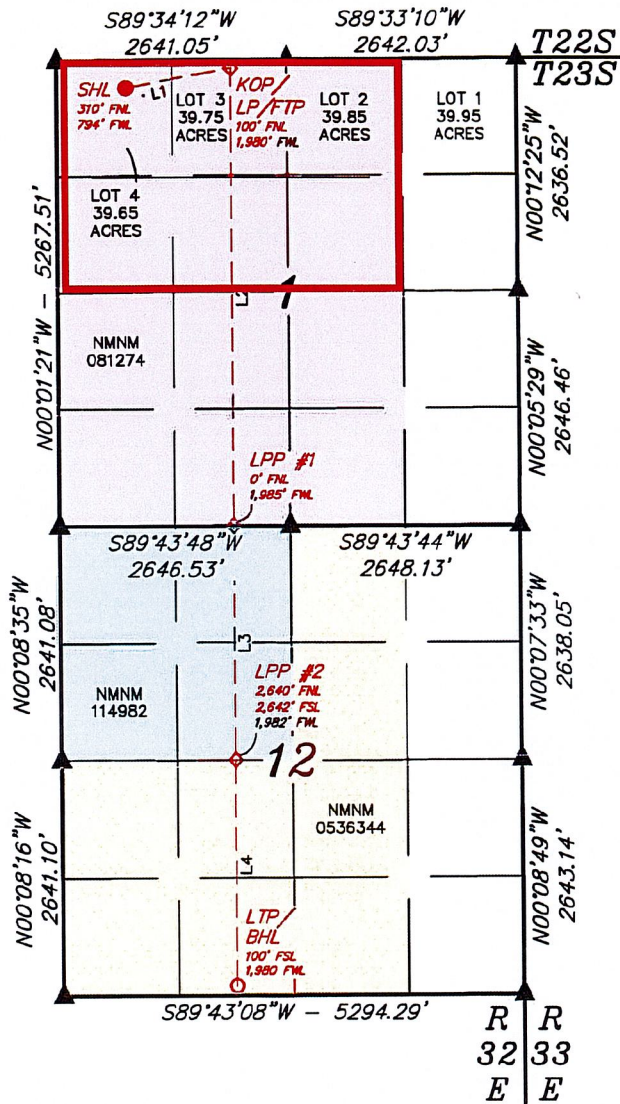 S89°34'12"W
2641.05'
S89°33'10"W
2642.03'
T22S
T23S
SHL
310' FNL
794' FWL
L1
KOP/
LP/FTP
100' FNL
1,980' FWL
LOT 3
39.75
ACRES
LOT 2
39.85
ACRES
LOT 1
39.95
ACRES
LOT 4
39.65
ACRES
N00°12'25"W
2636.52'
N00°01'21"W - 5267.51'
1
NMNM
081274
N00°05'29"W
2646.46'
LPP #1
0' FNL
1,985' FWL
S89°43'48"W
2646.53'
S89°43'44"W
2648.13'
N00°08'35"W
2641.08'
L3
N00°07'33"W
2638.05'
LPP #2
2,640' FNL
2,642' FSL
1,982' FWL
NMNM
114982
12
NMNM
0536344
N00°08'16"W
2641.10'
L4
N00°08'49"W
2643.14'
LTP/
BHL
100' FSL
1,980 FWL
S89°43'08"W - 5294.29'
R R
32 33
E E